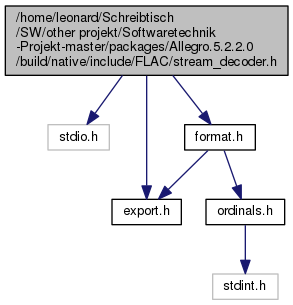 /home/leonard/Schreibtisch
/SW/other projekt/Softwaretechnik
-Projekt-master/packages/Allegro.5.2.2.0
/build/native/include/FLAC/stream_decoder.h
stdio.h
format.h
export.h
ordinals.h
stdint.h